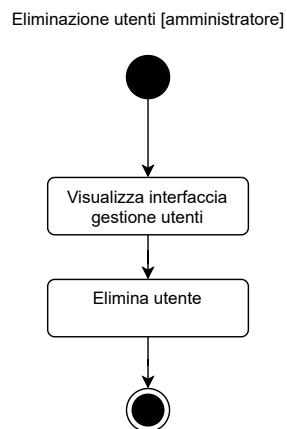 Eliminazione utenti [amministratore]
Visualizza interfaccia
gestione utenti
Elimina utente